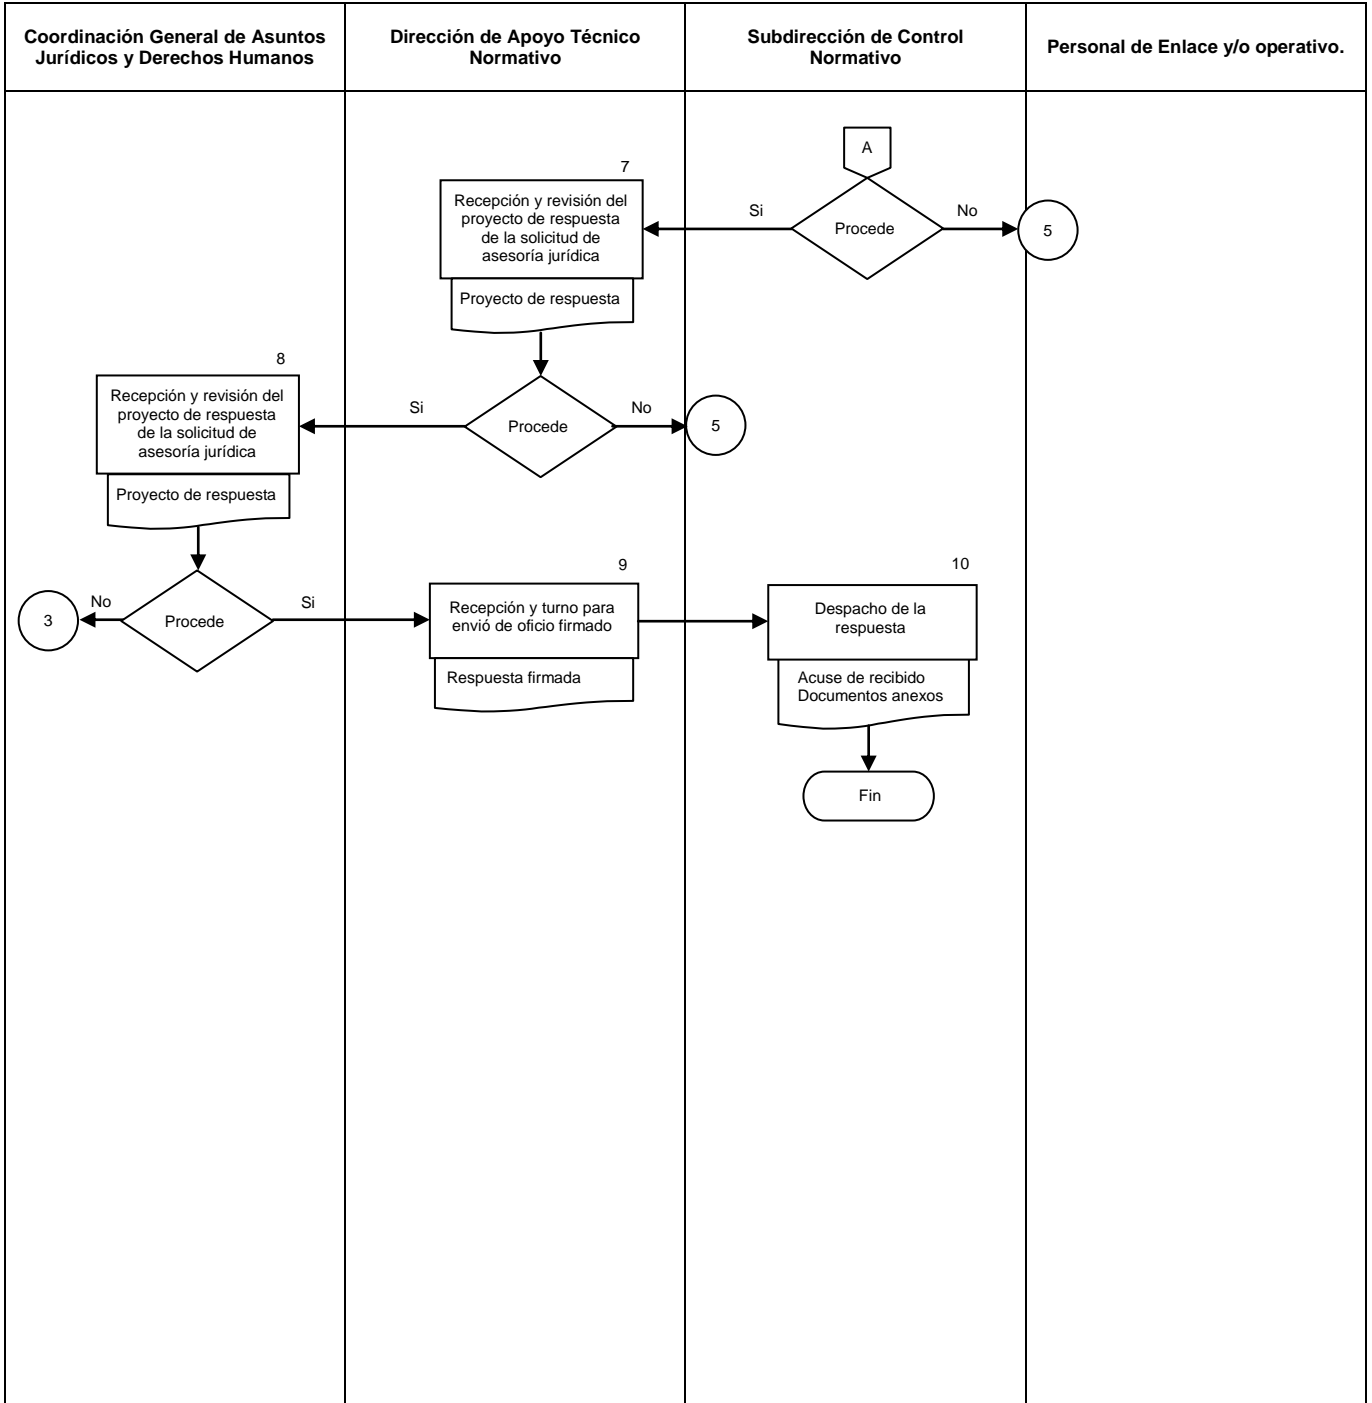 Coordinación General de Asuntos
Jurídicos y Derechos Humanos
Dirección de Apoyo Técnico
Normativo
Subdirección de Control
Normativo
Personal de Enlace y/o operativo.
A
Procede
Si
No
5
7
Recepción y revisión del
proyecto de respuesta
de la solicitud de
asesoría jurídica
Proyecto de respuesta
Procede
Si
No
5
8
Recepción y revisión del
proyecto de respuesta
de la solicitud de
asesoría jurídica
Proyecto de respuesta
Procede
No
3
Si
9
Recepción y turno para
envió de oficio firmado
Respuesta firmada
10
Despacho de la
respuesta
Acuse de recibido
Documentos anexos
Fin